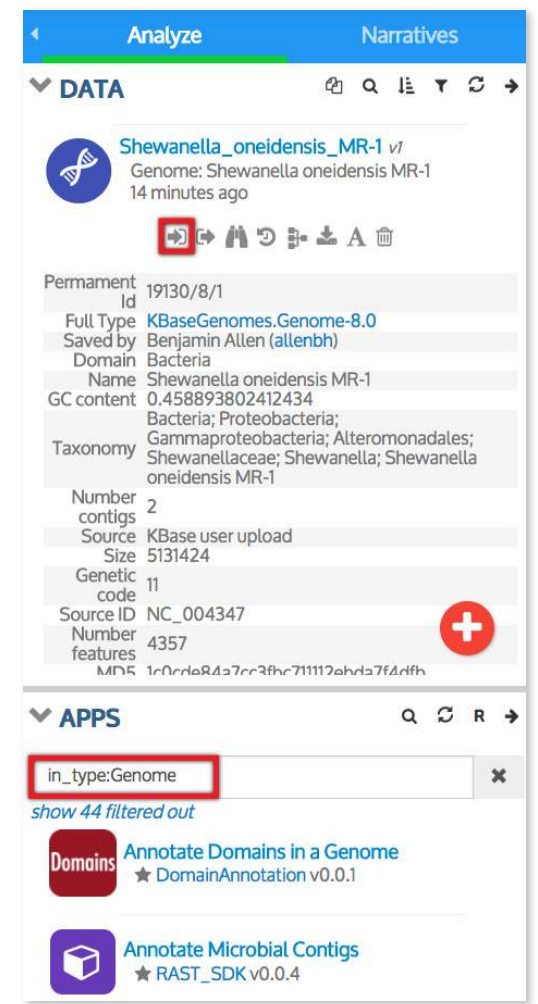 Analyze Narratives
DATA
Shewanella_oneidensis_MR-1 v1
Genome: Shewanella oneidensis MR-1
14 minutes ago
Permament Id 19130/8/1
Full Type KBaseGenomes.Genome-8.0
Saved by Benjamin Allen (allenbh)
Domain Bacteria
Name Shewanella oneidensis MR-1
GC content 0.458893802412434
Taxonomy Bacteria; Proteobacteria;
Gammaproteobacteria; Alteromonadales;
Shewanellaceae; Shewanella; Shewanella
oneidensis MR-1
Number contigs 2
Source KBase user upload
Size 5131424
Genetic code 11
Source ID NC_004347
Number features 4357
MD5 1c0cde84a7cc3fbc711112ebda7f4dfb
APPS R
in_type:Genome
show 44 filtered out
Domains
Annotate Domains in a Genome
DomainAnnotation v0.0.1
Annotate Microbial Contigs
RAST_SDK v0.0.4